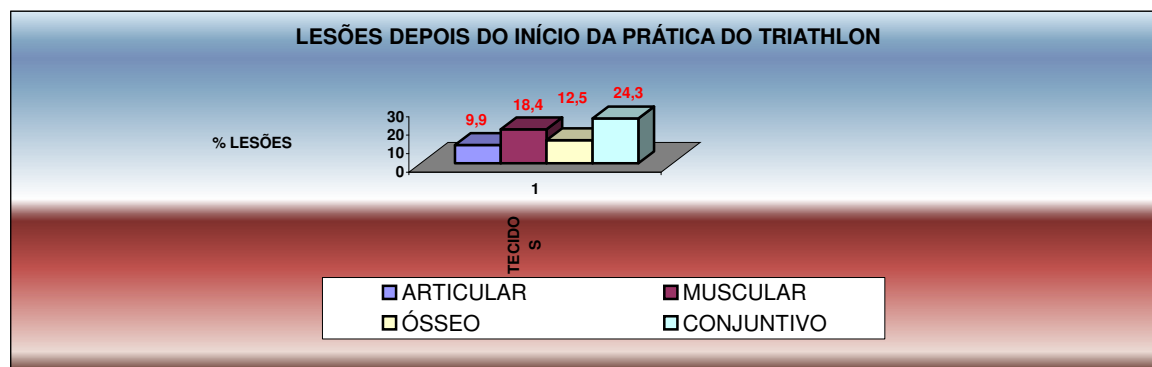 LESÕES DEPOIS DO INÍCIO DA PRÁTICA DO TRIATHLON
9,9
18,4
12,5
24,3
% LESÕES
30
20
10
0
1
TECIDO
S
ARTICULAR
MUSCULAR
ÓSSEO
CONJUNTIVO